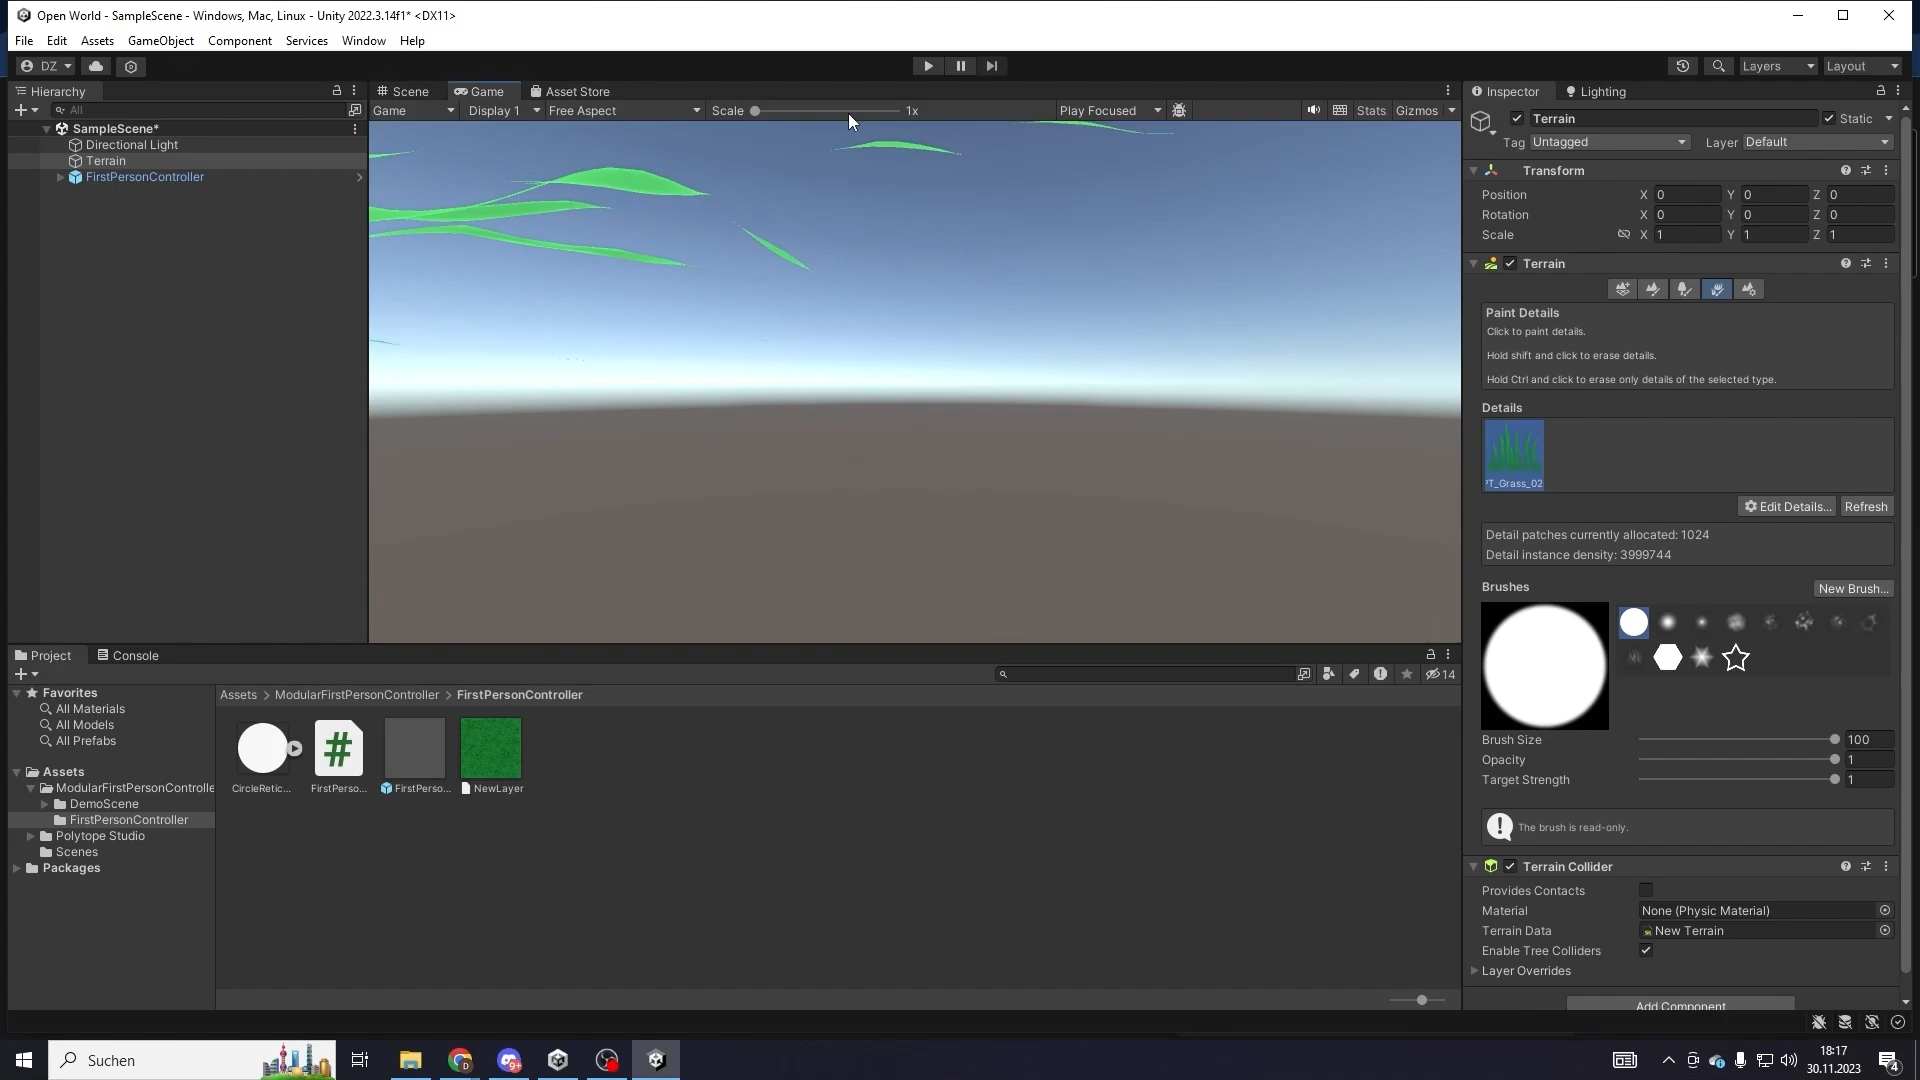 Open World - SampleScene - Windows, Mac, Linux - Unity 2022.3.14f1* <DX11>
File Edit Assets GameObject Component Services Window Help
DZ
Layers Layout
Hierarchy
All
SampleScene*
Directional Light
Terrain
FirstPersonController
Scene Game Asset Store
Game Display 1 Free Aspect Scale 1x Play Focused Stats Gizmos
Inspector Lighting
Terrain Static
Tag Untagged Layer Default
Transform
Position X 0 Y 0 Z 0
Rotation X 0 Y 0 Z 0
Scale X 1 Y 1 Z 1
Terrain
Paint Details
Click to paint details.
Hold shift and click to erase details.
Hold Ctrl and click to erase only details of the selected type.
Details
PT_Grass_02
Edit Details... Refresh
Detail patches currently allocated: 1024
Detail instance density: 3999744
Brushes
New Brush...
Brush Size 100
Opacity 1
Target Strength 1
The brush is read-only.
Terrain Collider
Provides Contacts
Material None (Physic Material)
Terrain Data New Terrain
Enable Tree Colliders
Layer Overrides
Add Component
Project Console
14
Favorites
All Materials
All Models
All Prefabs
Assets
ModularFirstPersonControlle
DemoScene
FirstPersonController
Polytope Studio
Scenes
Packages
Assets > ModularFirstPersonController > FirstPersonController
CircleRetic... FirstPerso... FirstPerso... NewLayer
Suchen
9+
18:17
30.11.2023
4